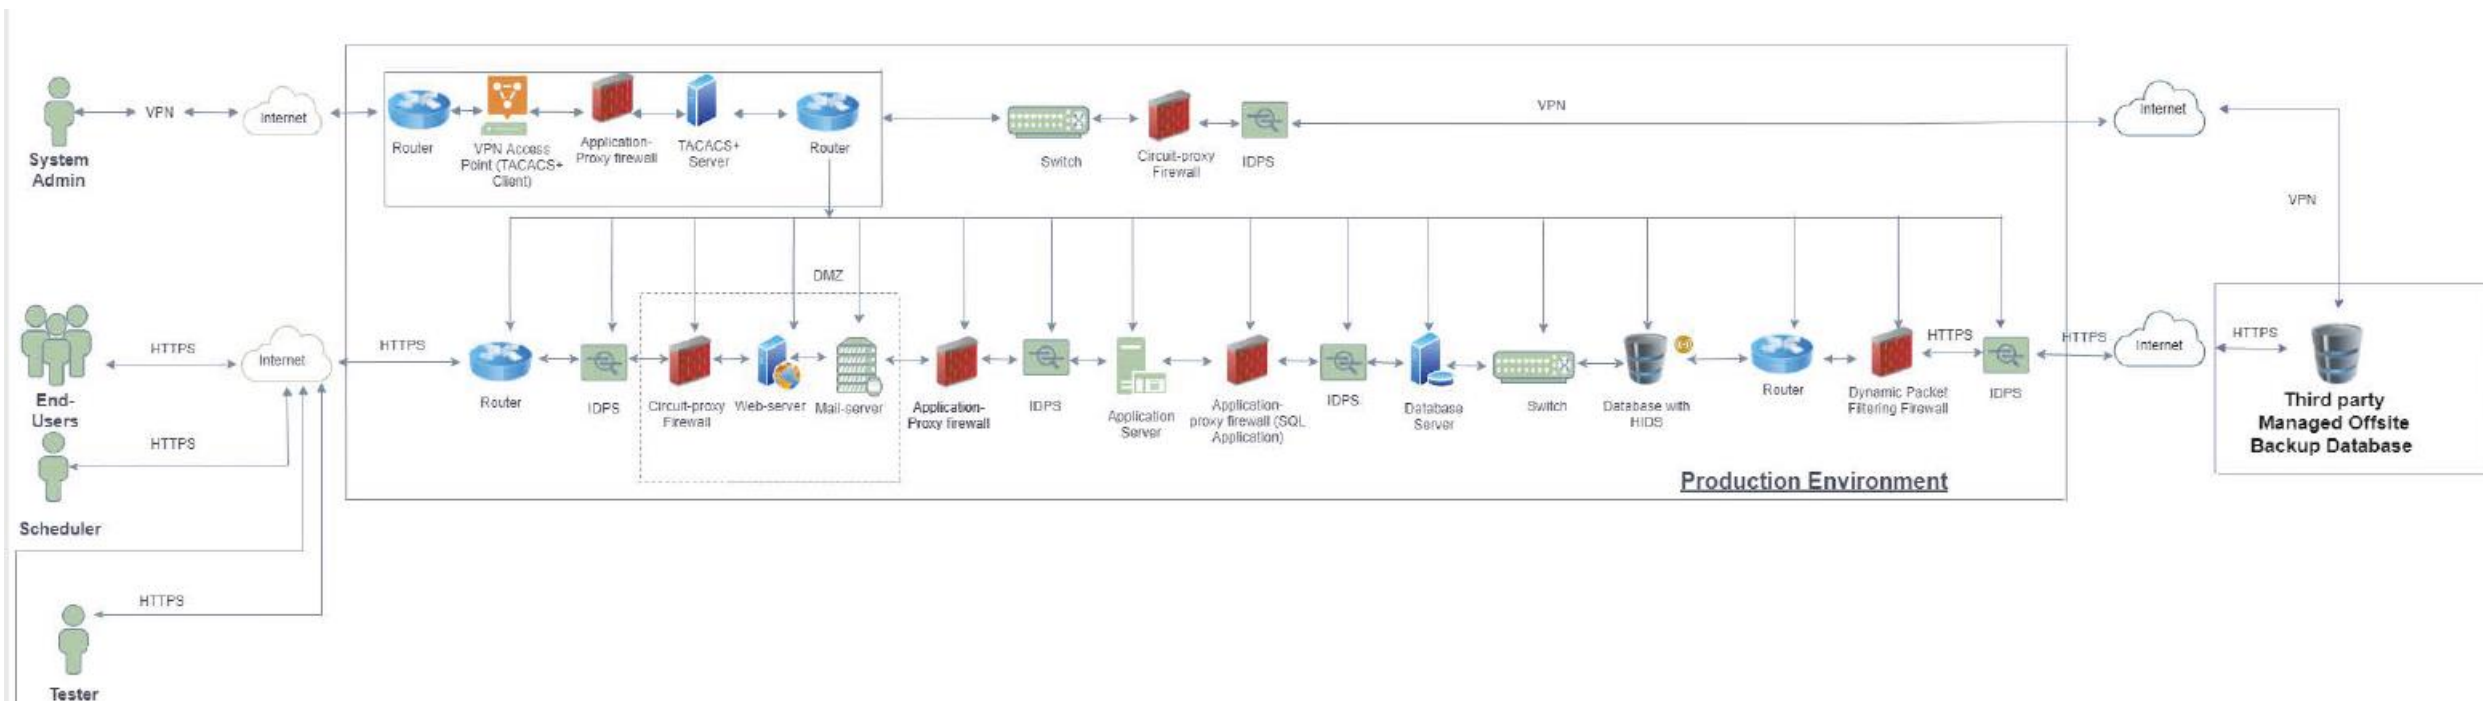 System
Admin
VPN
Internet
Router
VPN Access
Point (TACACS+
Client)
Application-
Proxy firewall
TACACS+
Server
Router
Switch
Circuit-proxy
Firewall
IDPS
VPN
Internet
VPN
End-
Users
HTTPS
Internet
HTTPS
Router
IDPS
DMZ
Circuit-proxy
Firewall
Web-server
Mail-server
Application-
Proxy firewall
IDPS
Application
Server
Application-
proxy firewall (SQL
Application)
IDPS
Database
Server
Switch
Database with
HIDS
Router
Dynamic Packet
Filtering Firewall
HTTPS
IDPS
HTTPS
Internet
HTTPS
Third party
Managed Offsite
Backup Database
Production Environment
HTTPS
Scheduler
HTTPS
Tester